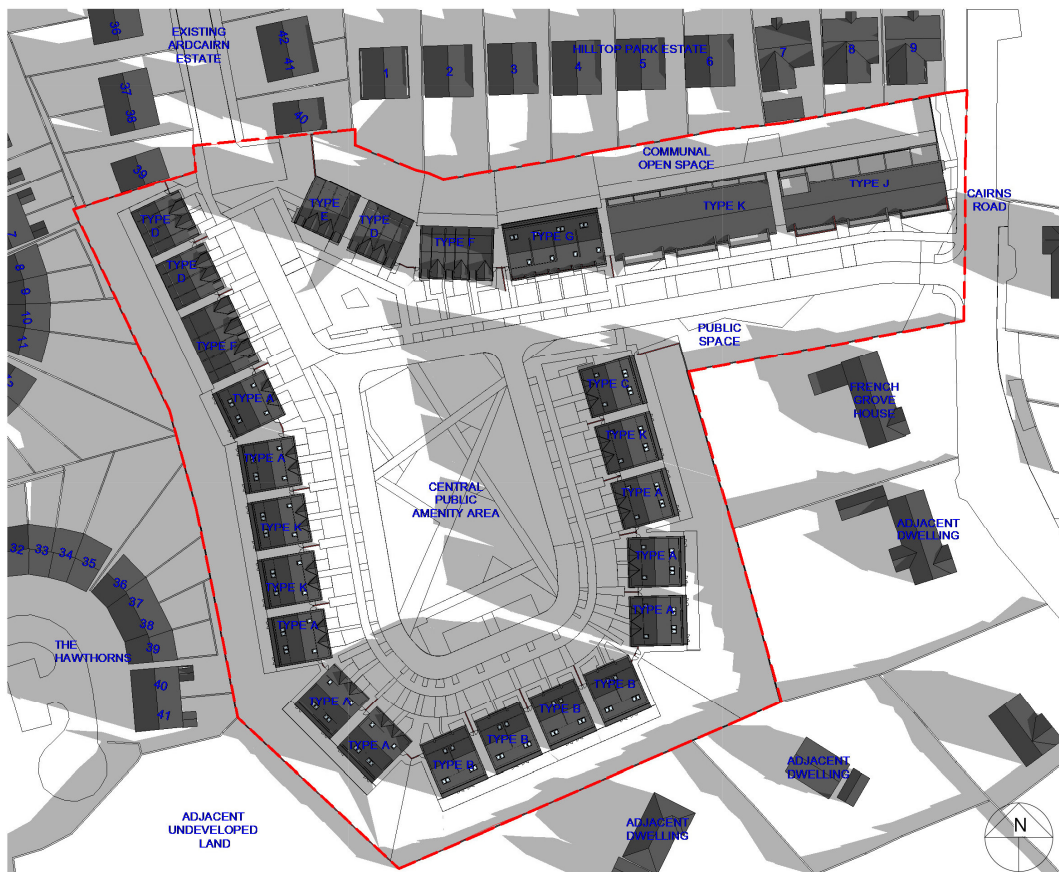 36
EXISTING
ARDCAIRN
ESTATE
42
41
37
38
40
39
1
2
3
4
5
6
HILLTOP PARK ESTATE
7
8
9
COMMUNAL
OPEN SPACE
CAIRNS
ROAD
TYPE
D
TYPE
D
TYPE F
TYPE
D
TYPE F
TYPE G
TYPE K
TYPE J
7
8
9
10
11
PUBLIC
SPACE
TYPE A
TYPE A
TYPE K
TYPE K
TYPE A
TYPE C
TYPE K
TYPE A
TYPE A
TYPE A
FRENCH
GROVE
HOUSE
CENTRAL
PUBLIC
AMENITY AREA
ADJACENT
DWELLING
32
33
34
35
36
37
38
39
40
41
THE
HAWTHORNS
TYPE A
TYPE A
TYPE B
TYPE B
TYPE B
TYPE B
ADJACENT
UNDEVELOPED
LAND
ADJACENT
DWELLING
ADJACENT
DWELLING
N